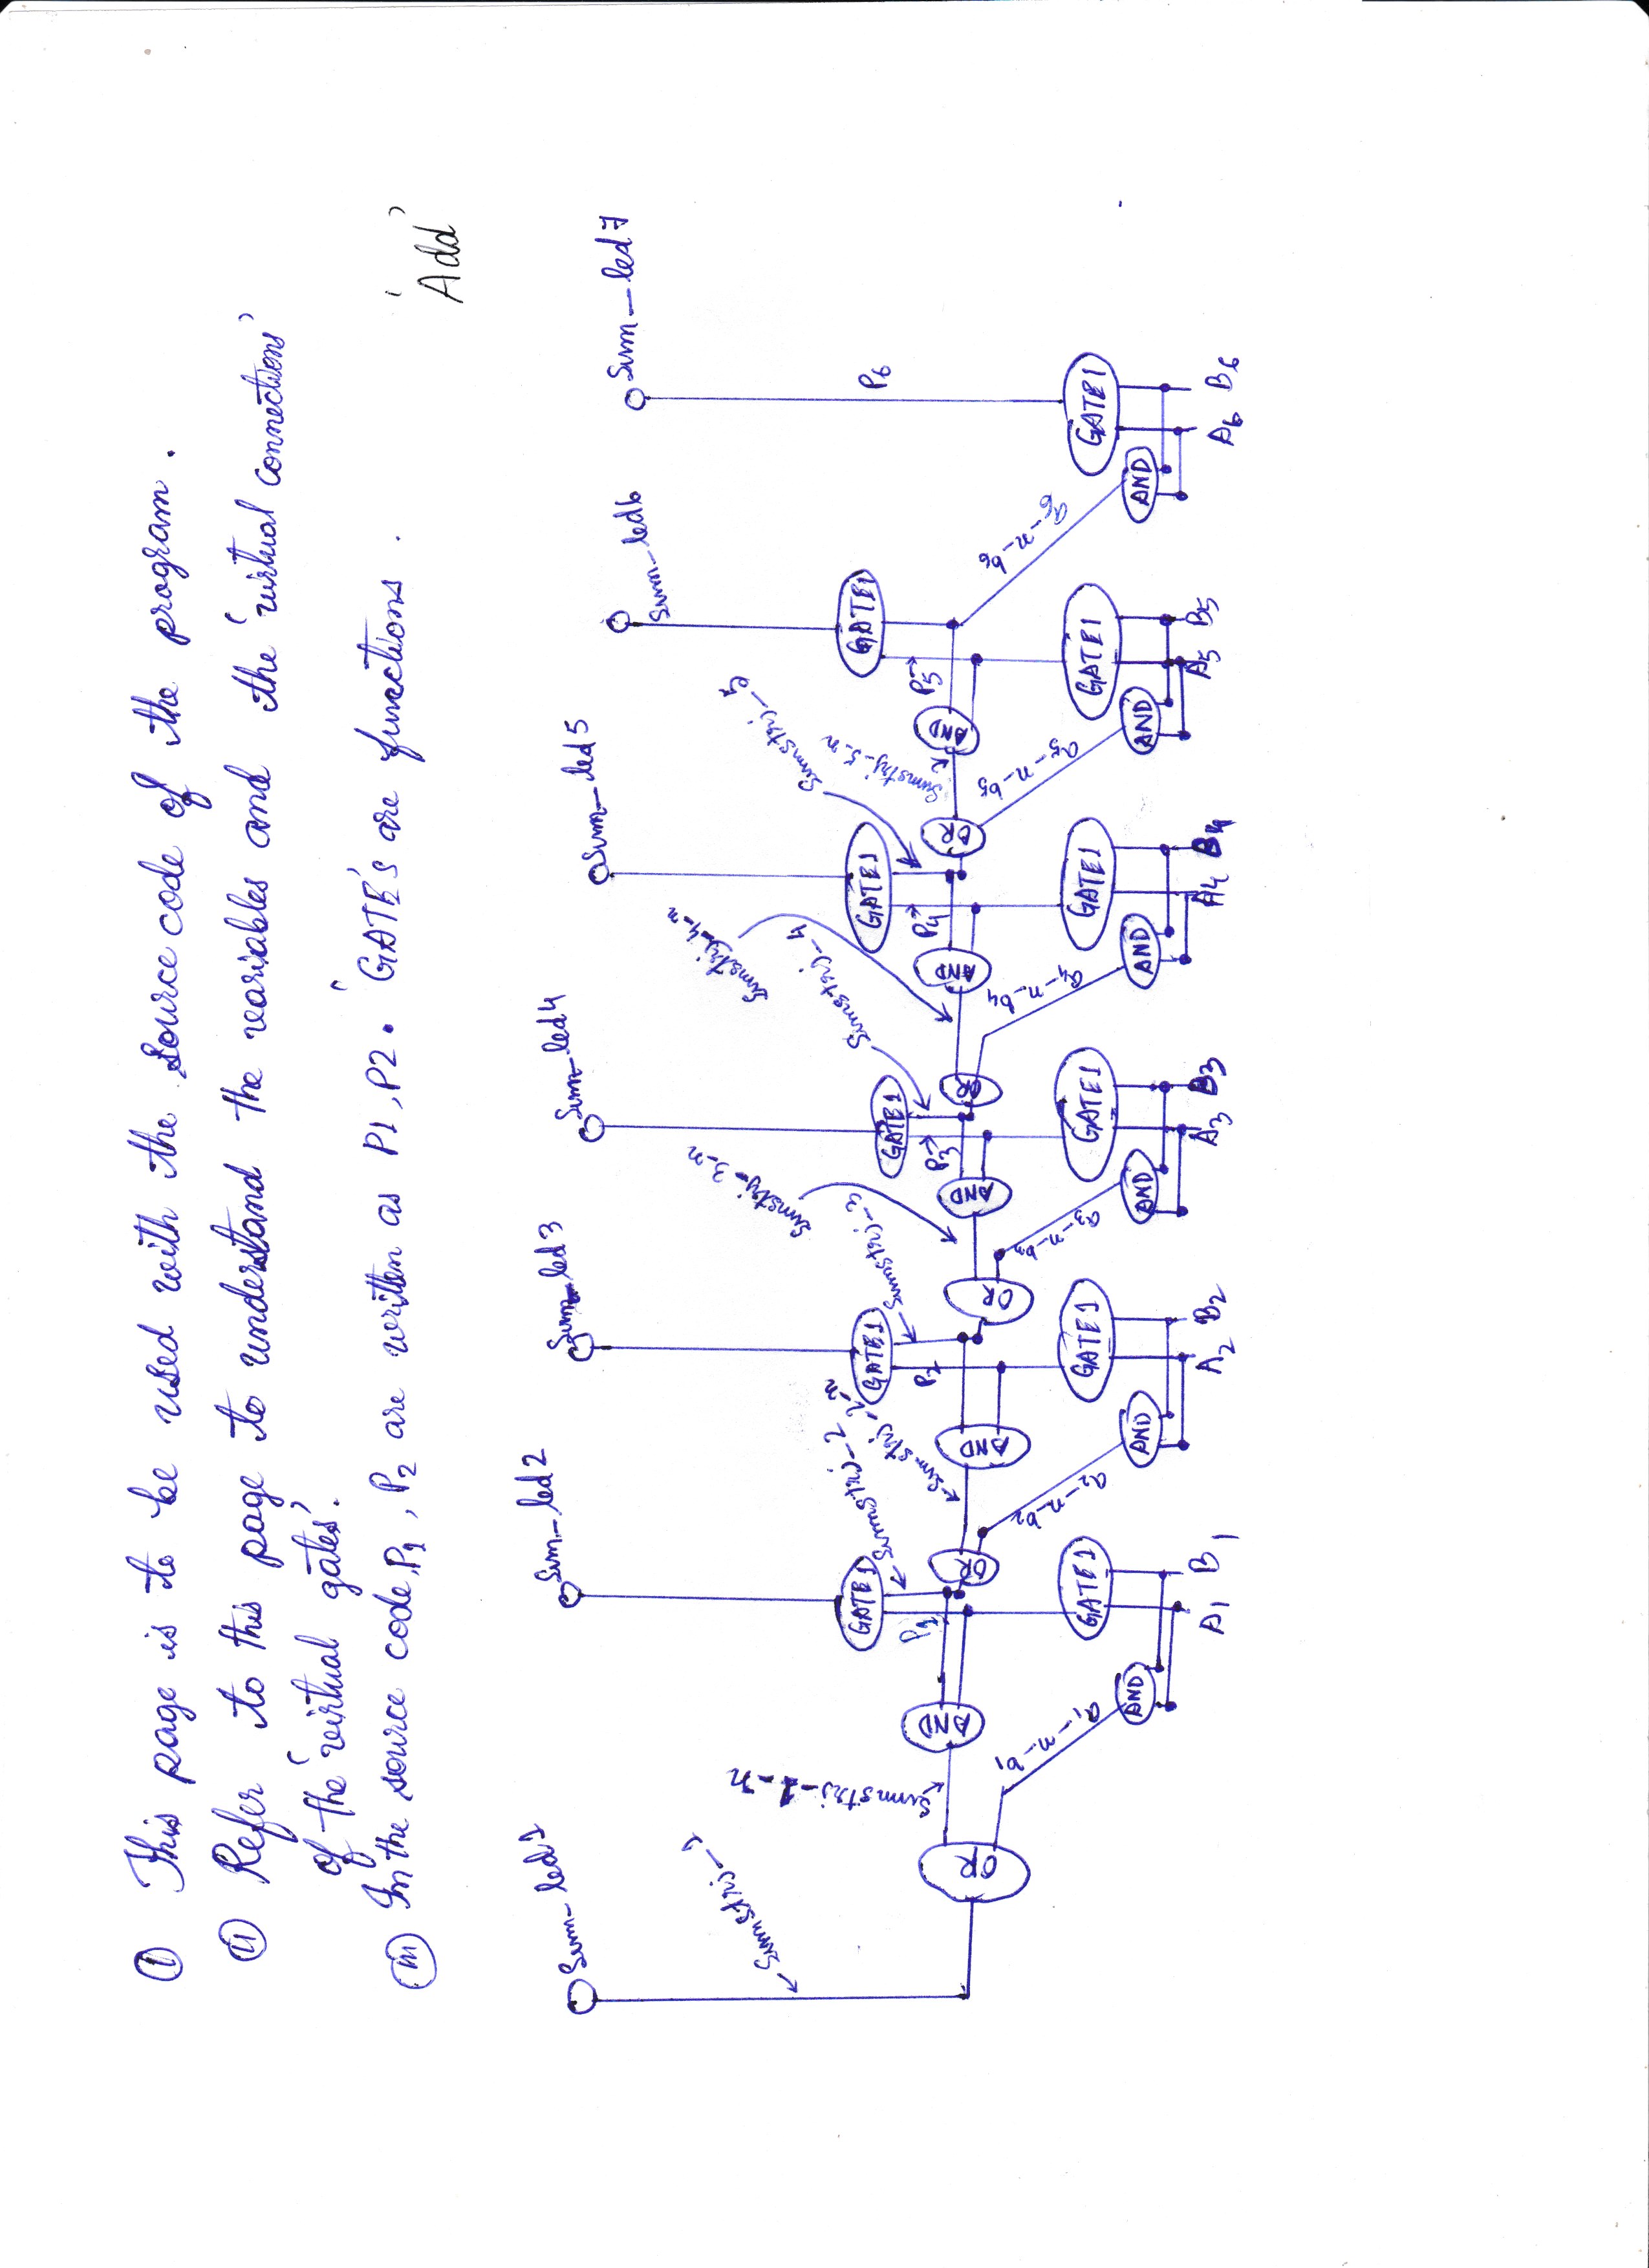 ① This page is to be used with the source code of the program.
② Refer to this page to understand the variables and the 'virtual connections'
of the 'virtual gates'.
③ In the source code, P1, P2 are written as P1, P2. 'GATE's are functions.
'Add'
Sum_led1 Sum_led2 Sum_led3 Sum_led4 Sum_led5 Sum_led6 Sum_led7
Sumstri_1 Sumstri_2 Sumstri_3 Sumstri_4 Sumstri_5
Sumstri_1_n Sumstri_2_n Sumstri_3_n Sumstri_4_n Sumstri_5_n
GATE1 GATE1 GATE1 GATE1 GATE1
P1 P2 P3 P4 P5 P6
AND AND AND AND AND
OR OR OR OR OR
a1_n_b1 a2_n_b2 a3_n_b3 a4_n_b4 a5_n_b5 a6_n_b6
GATE1 GATE1 GATE1 GATE1 GATE1 GATE1
AND AND AND AND AND AND
A1 B1 A2 B2 A3 B3 A4 B4 A5 B5 A6 B6